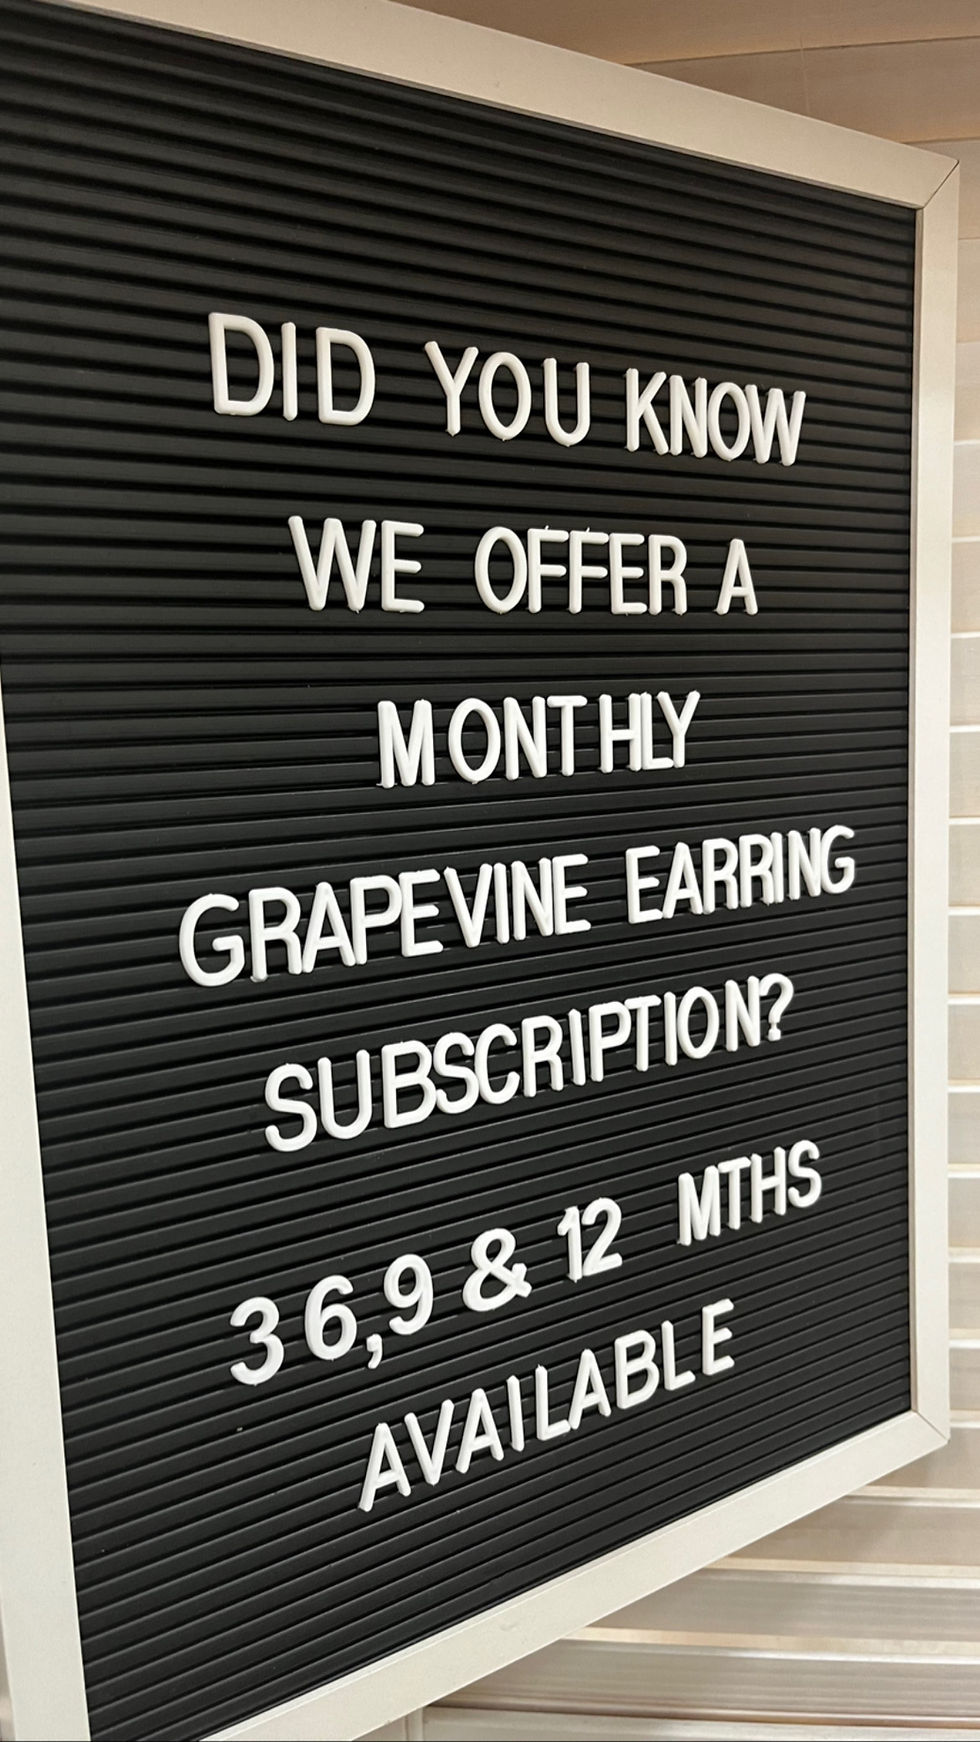 DID YOU KNOW
WE OFFER A
MONTHLY
GRAPEVINE EARRING
SUBSCRIPTION?
3 6,9 & 12 MTHS
AVAILABLE